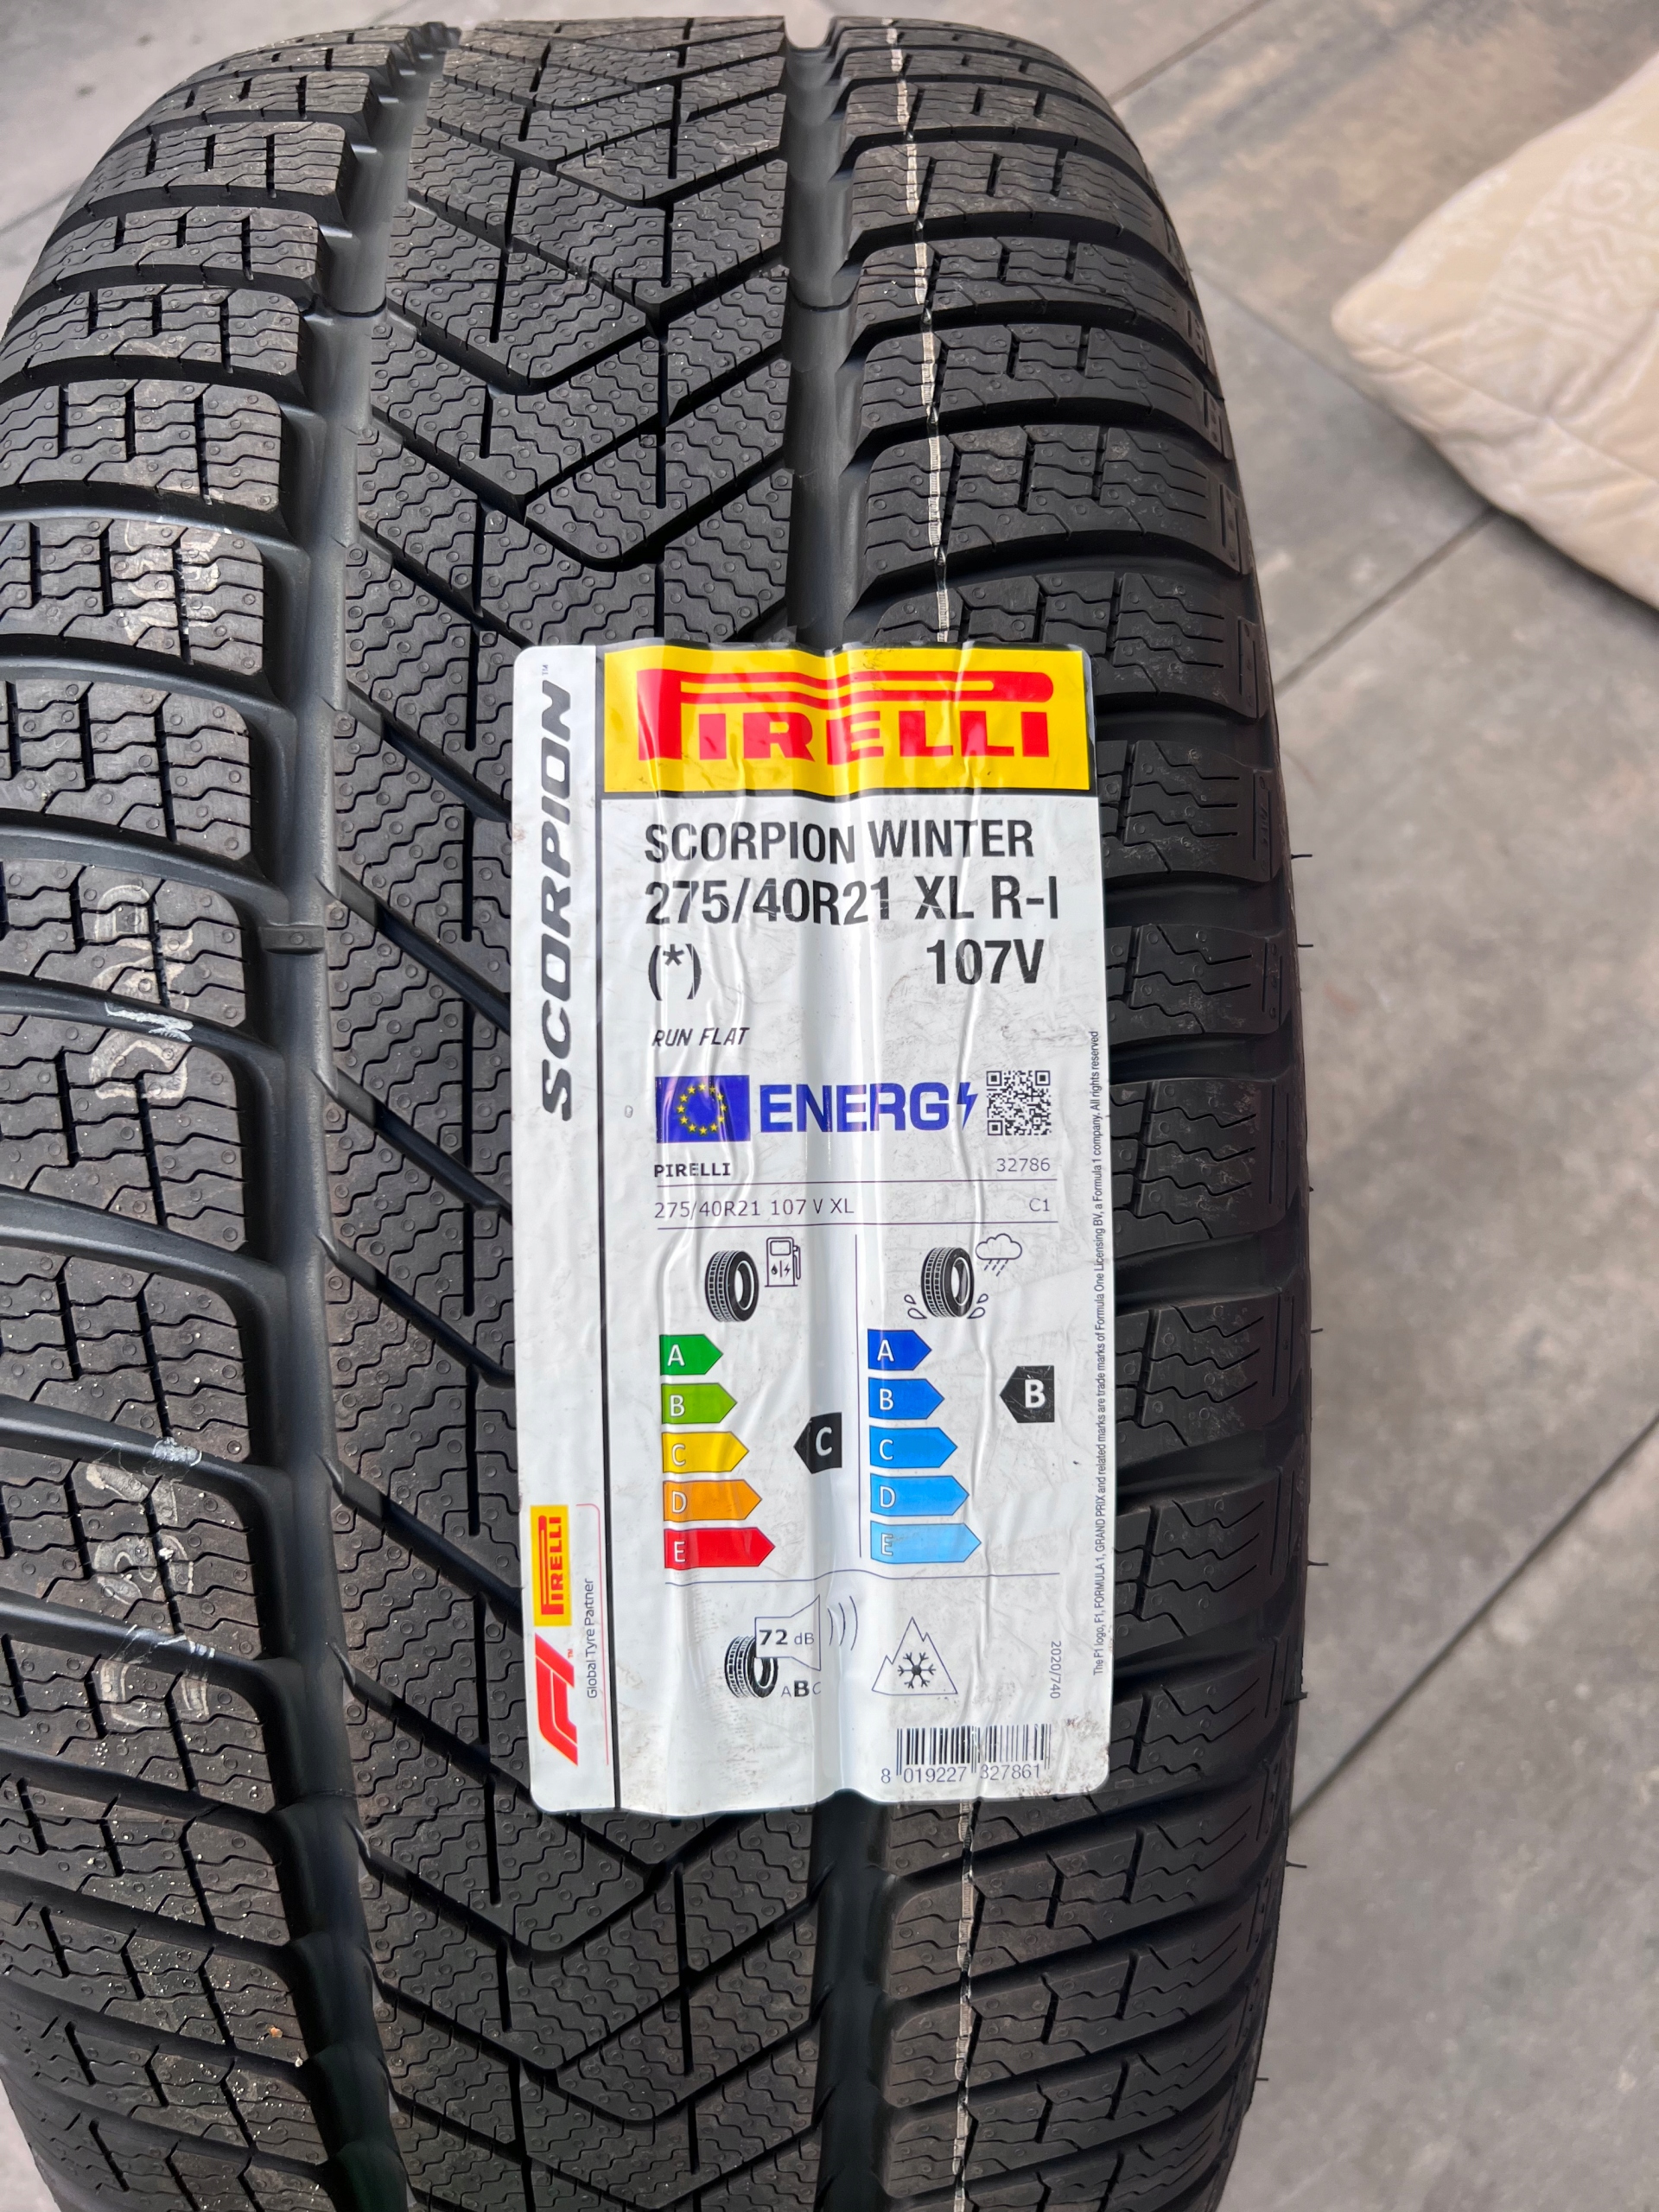 PIRELLI
SCORPION™
SCORPION WINTER
275/40R21 XL R-I
(*) 107V
RUN FLAT
ENERG
PIRELLI 32786
275/40R21 107 V XL C1
A
B
C
D
E
C
A
B
C
D
E
B
72 dB
ABC
2020/740
8 019227 327861
PIRELLI
F1™
Global Tyre Partner
The F1 logo, F1, FORMULA 1, GRAND PRIX and related marks are trade marks of Formula One Licensing BV, a Formula 1 company. All rights reserved